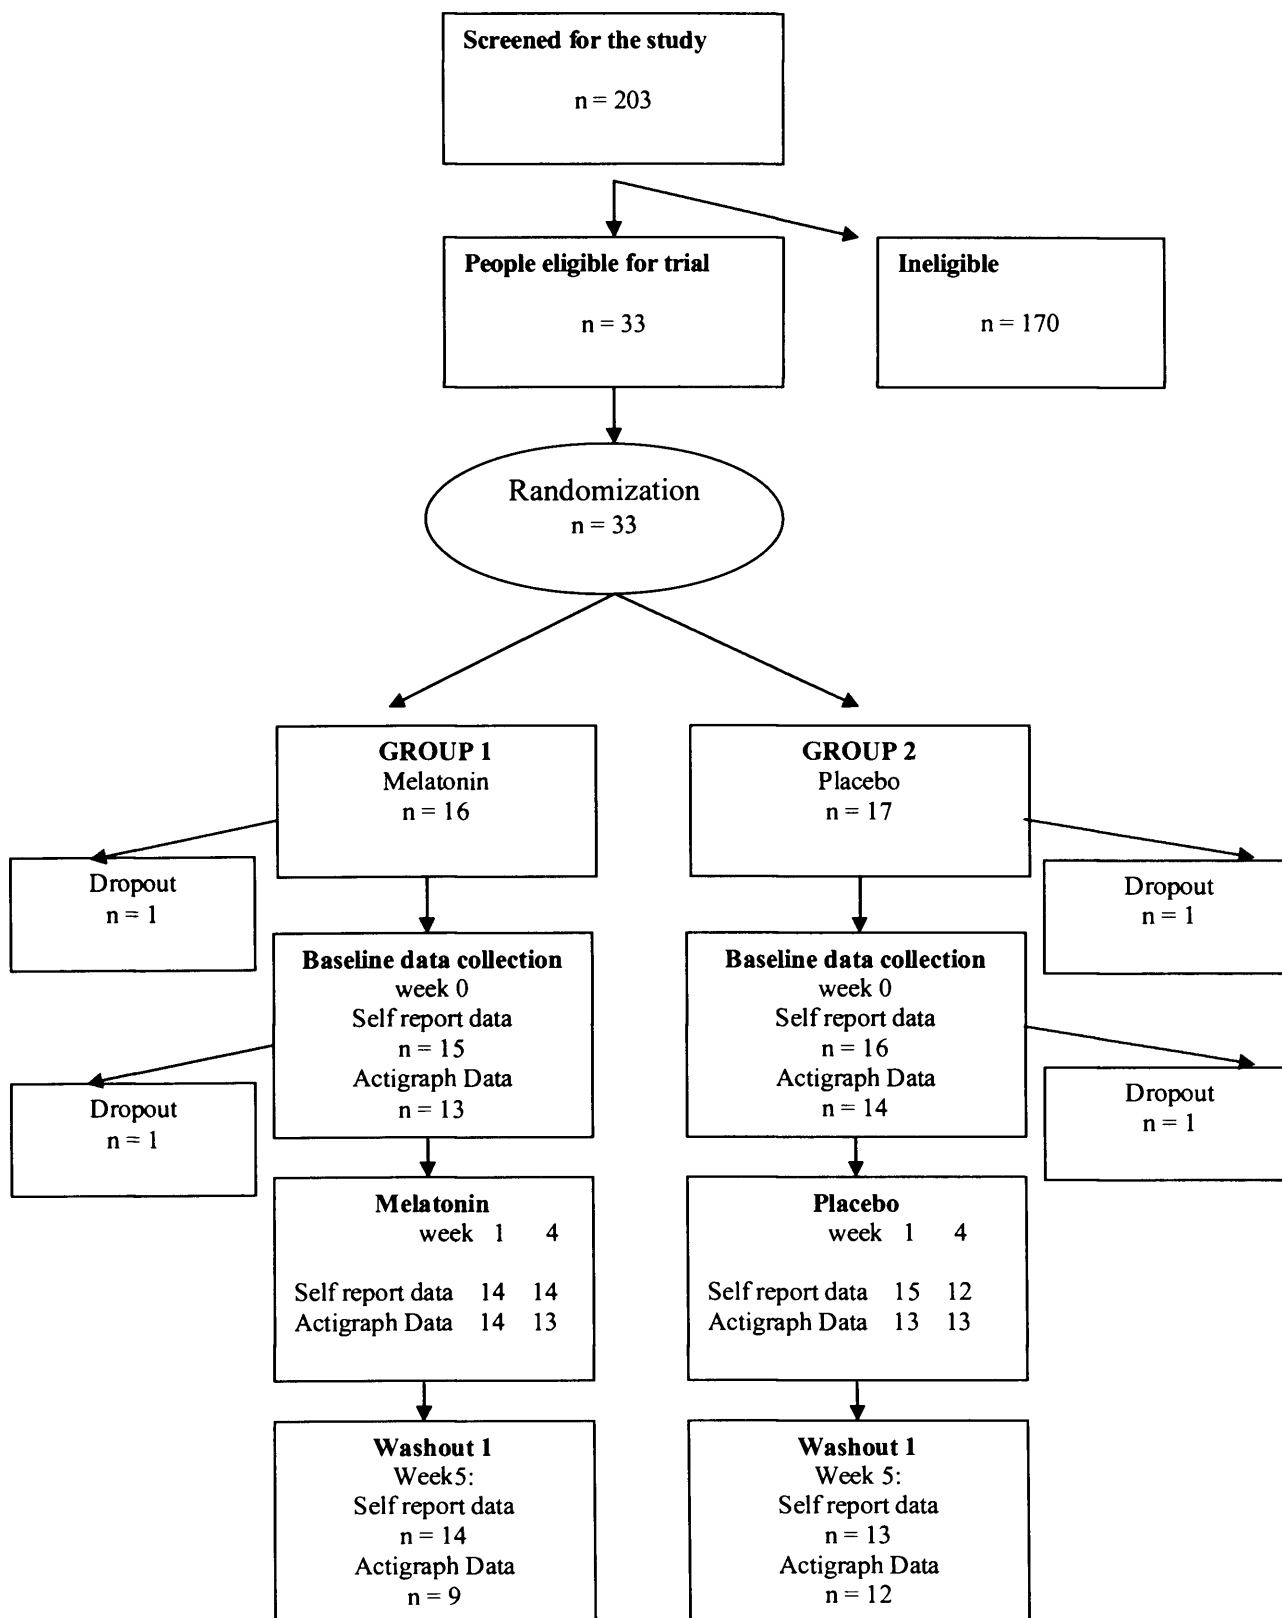 Screened for the study
n = 203
People eligible for trial
n = 33
Ineligible
n = 170
Randomization
n = 33
GROUP 1
Melatonin
n = 16
GROUP 2
Placebo
n = 17
Dropout
n = 1
Dropout
n = 1
Baseline data collection
week 0
Self report data
n = 15
Actigraph Data
n = 13
Baseline data collection
week 0
Self report data
n = 16
Actigraph Data
n = 14
Dropout
n = 1
Dropout
n = 1
Melatonin
week 1 4
Self report data 14 14
Actigraph Data 14 13
Placebo
week 1 4
Self report data 15 12
Actigraph Data 13 13
Washout 1
Week5:
Self report data
n = 14
Actigraph Data
n = 9
Washout 1
Week 5:
Self report data
n = 13
Actigraph Data
n = 12